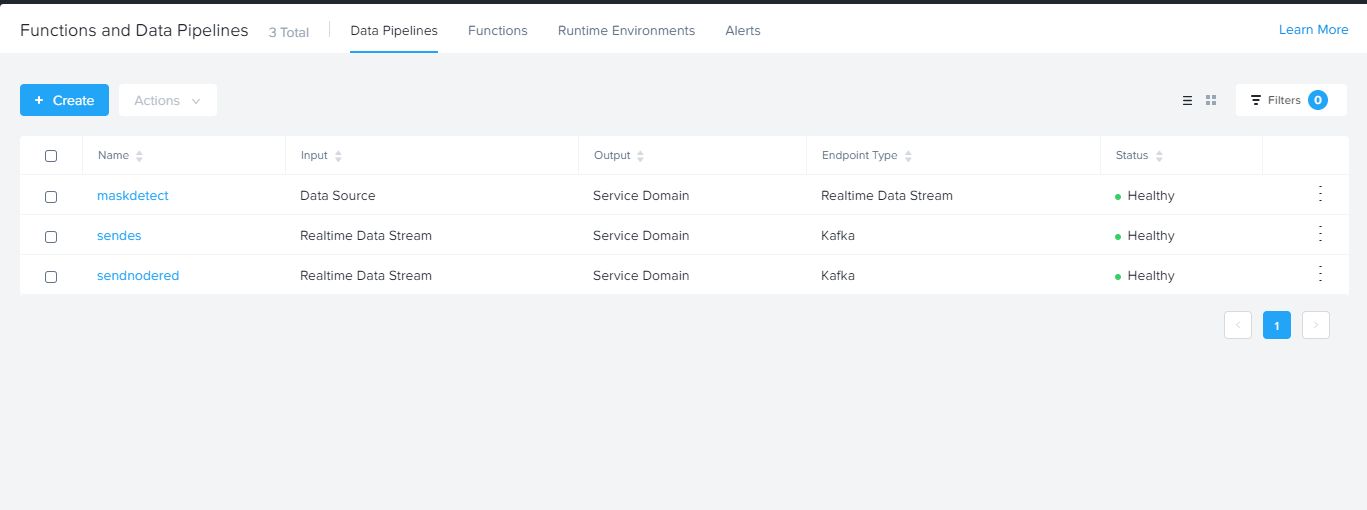 Functions and Data Pipelines 3 Total Data Pipelines Functions Runtime Environments Alerts Learn More
+ Create Actions Filters 0
Name Input Output Endpoint Type Status
maskdetect Data Source Service Domain Realtime Data Stream Healthy
sendes Realtime Data Stream Service Domain Kafka Healthy
sendnodered Realtime Data Stream Service Domain Kafka Healthy
< 1 >